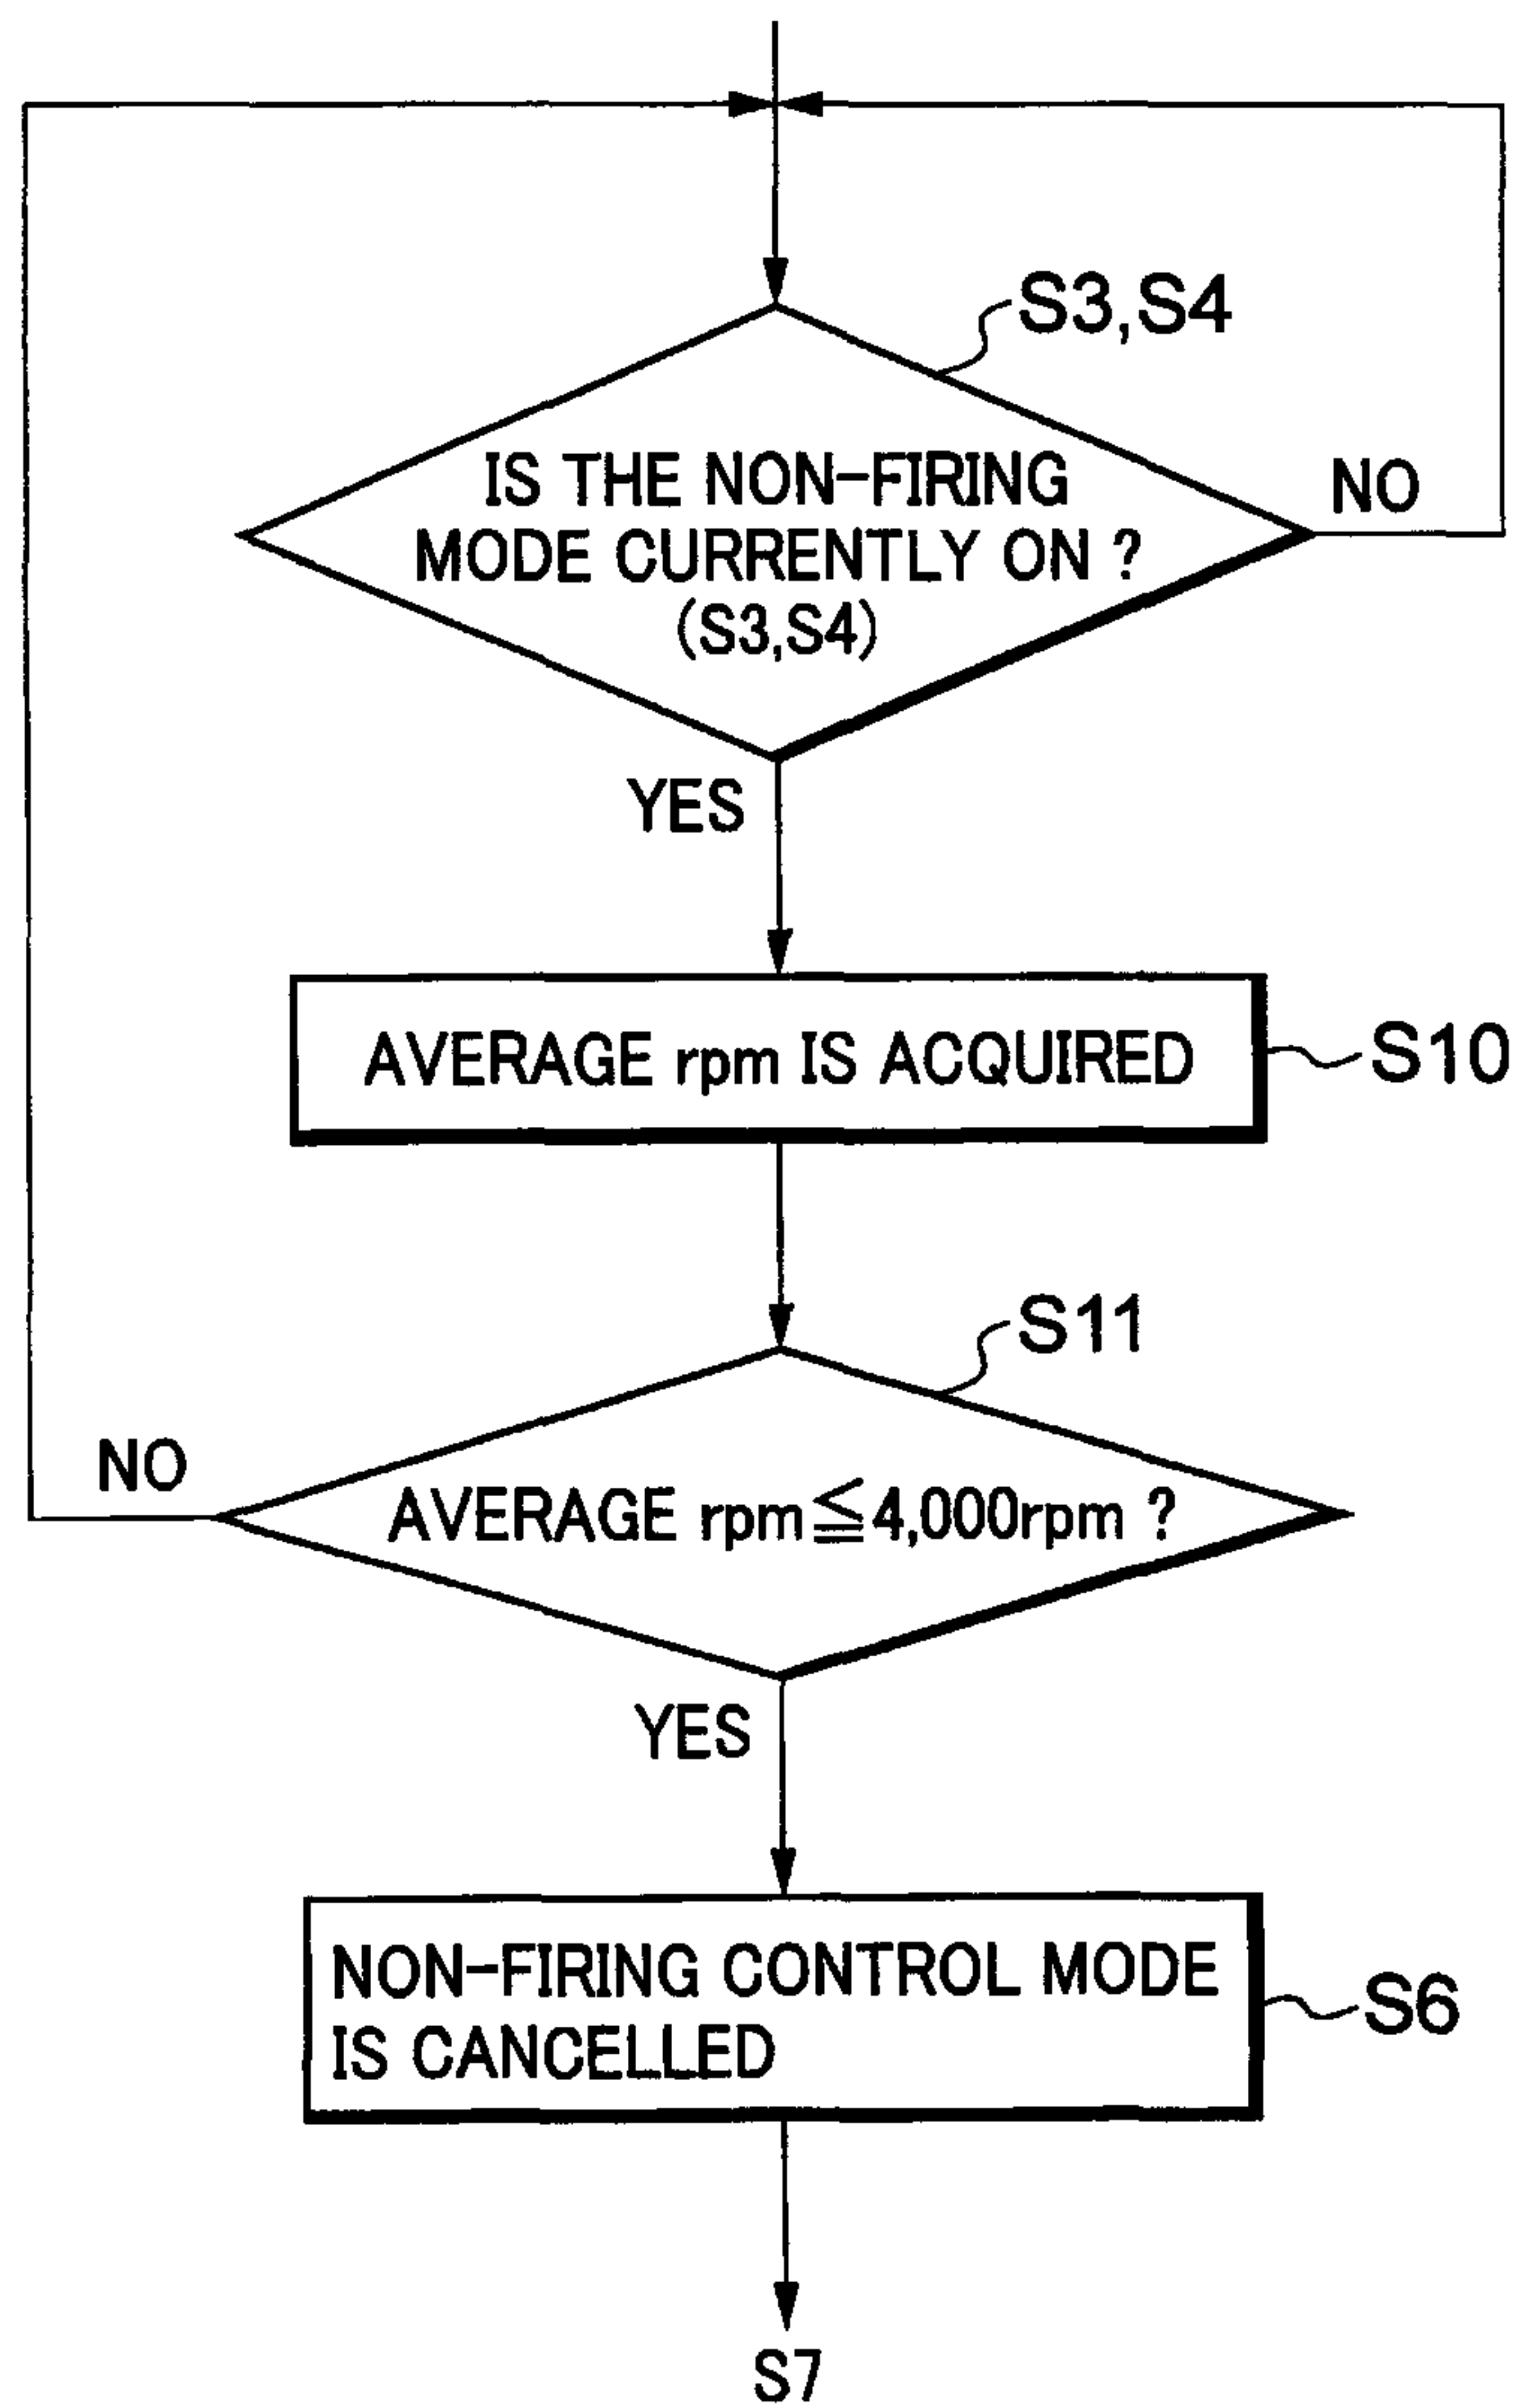 S3,S4
IS THE NON-FIRING
MODE CURRENTLY ON ?
(S3,S4)
NO
YES
AVERAGE rpm IS ACQUIRED
S10
S11
NO
AVERAGE rpm≦4,000rpm ?
YES
NON-FIRING CONTROL MODE
IS CANCELLED
S6
S7